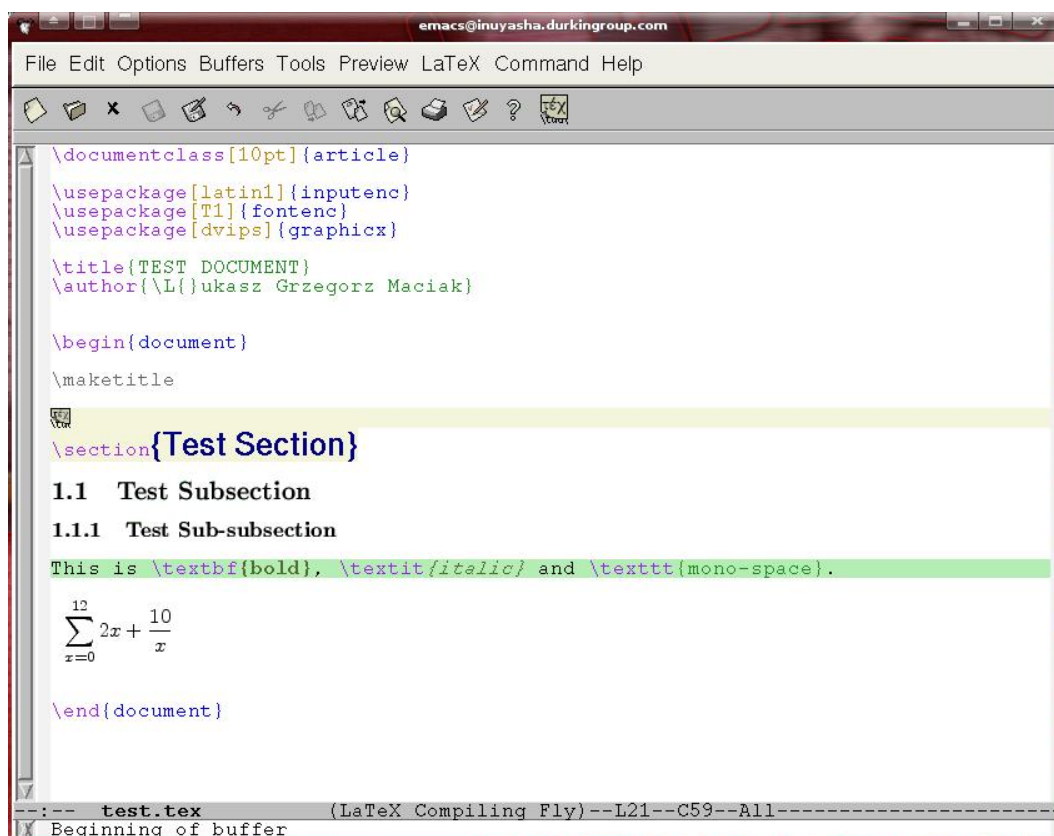 emacs@inuyasha.durkingroup.com
File Edit Options Buffers Tools Preview LaTeX Command Help
\documentclass[10pt]{article}
\usepackage[latin1]{inputenc}
\usepackage[T1]{fontenc}
\usepackage[dvips]{graphicx}
\title{TEST DOCUMENT}
\author{\L{}ukasz Grzegorz Maciak}
\begin{document}
\maketitle
\section{Test Section}
1.1 Test Subsection
1.1.1 Test Sub-subsection
This is \textbf{bold}, \textit{italic} and \texttt{mono-space}.
12
∑ 2x + 10/x
x=0
\end{document}
--:-- test.tex (LaTeX Compiling Fly)--L21--C59--All-----------------------
Beginning of buffer